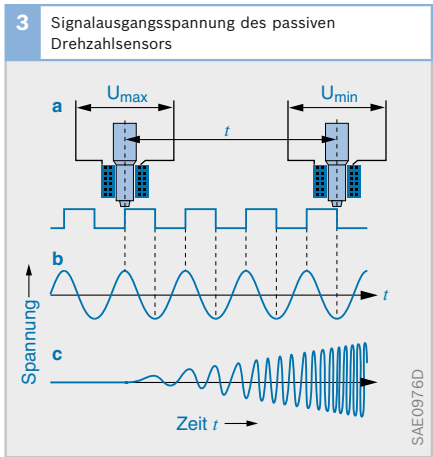 3
Signalausgangsspannung des passiven
Drehzahlsensors
a
Umax
Umin
t
b
t
Spannung
c
Zeit t
SAE0976D